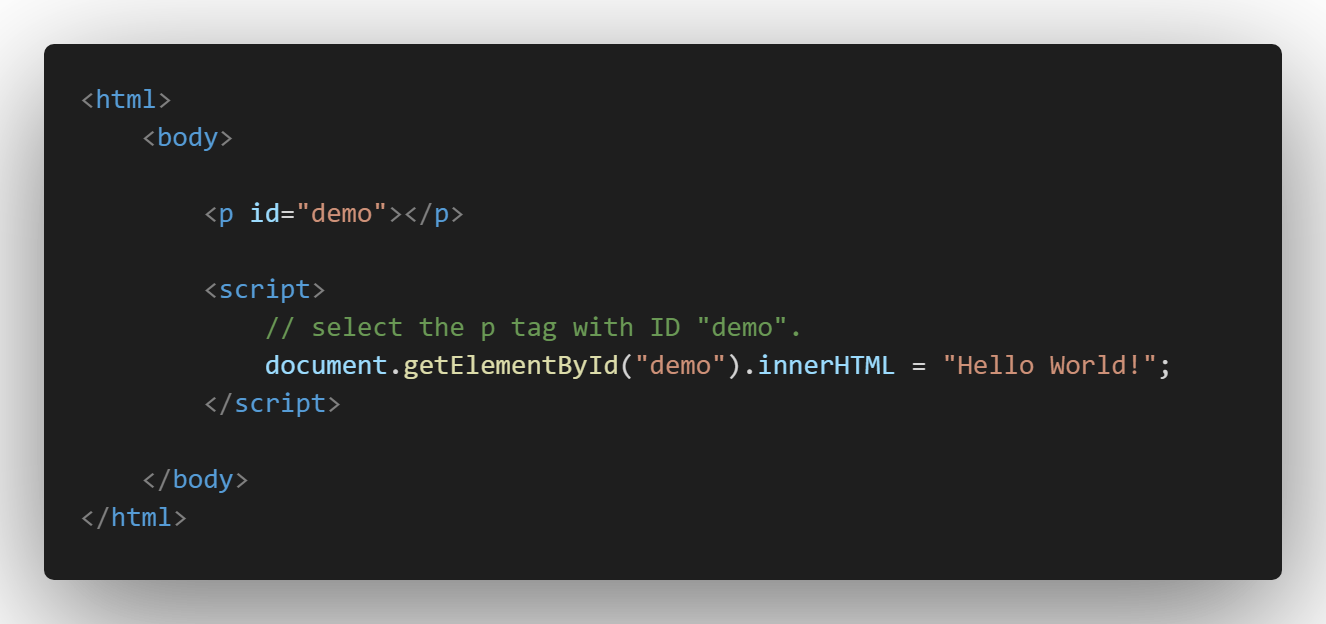 <html>
<body>
<p id="demo"></p>
<script>
// select the p tag with ID "demo".
document.getElementById("demo").innerHTML = "Hello World!";
</script>
</body>
</html>